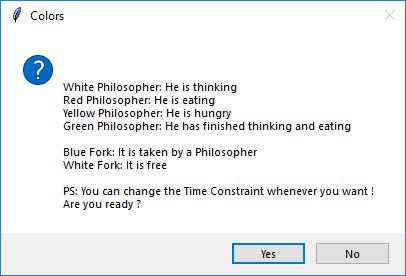 Colors
White Philosopher: He is thinking
Red Philosopher: He is eating
Yellow Philosopher: He is hungry
Green Philosopher: He has finished thinking and eating
Blue Fork: It is taken by a Philosopher
White Fork: It is free
PS: You can change the Time Constraint whenever you want !
Are you ready ?
Yes
No